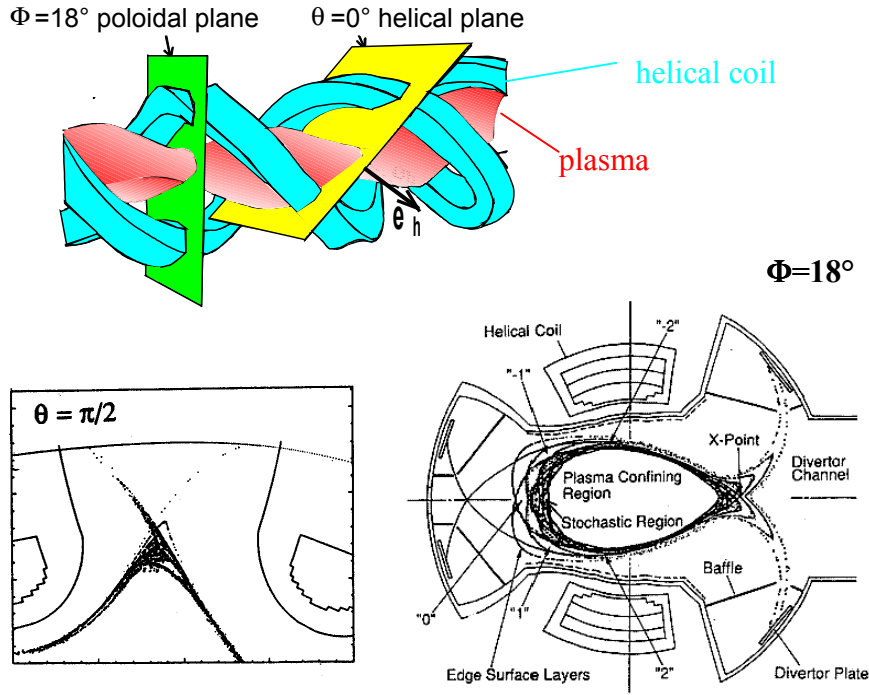 Φ=18° poloidal plane
θ=0° helical plane
helical coil
plasma
e h
Φ=18°
θ = π/2
Helical Coil
"-2"
"-1"
X-Point
Divertor
Channel
Plasma Confining
Region
Stochastic Region
Baffle
"0"
"1"
"2"
Edge Surface Layers
Divertor Plate